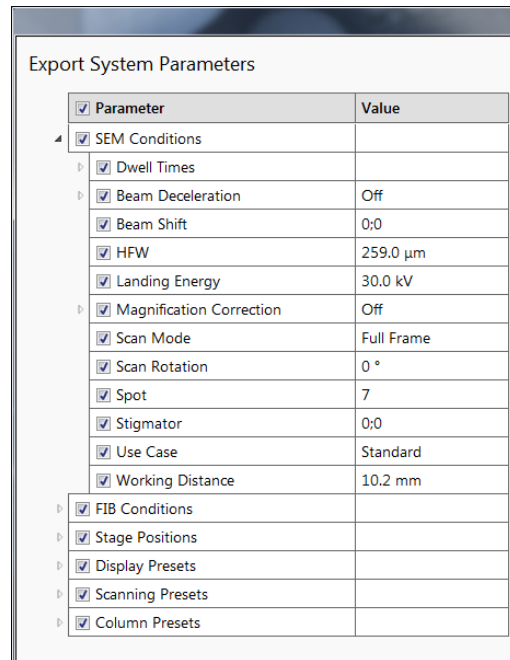 Export System Parameters
Parameter Value
SEM Conditions
Dwell Times
Beam Deceleration Off
Beam Shift 0;0
HFW 259.0 µm
Landing Energy 30.0 kV
Magnification Correction Off
Scan Mode Full Frame
Scan Rotation 0 °
Spot 7
Stigmator 0;0
Use Case Standard
Working Distance 10.2 mm
FIB Conditions
Stage Positions
Display Presets
Scanning Presets
Column Presets